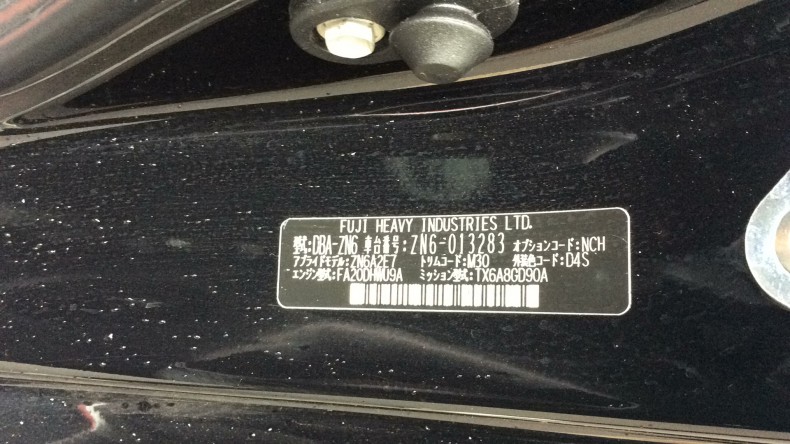 FUJI HEAVY INDUSTRIES LTD.
型式:DBA-ZN6 車台番号:ZN6-013283 オプションコード:NCH
アプライドモデル:ZN6A2E7 トリムコード:M30 外装色コード:D4S
エンジン型式:FA20DHWU9A ミッション型式:TX6A8GD90A